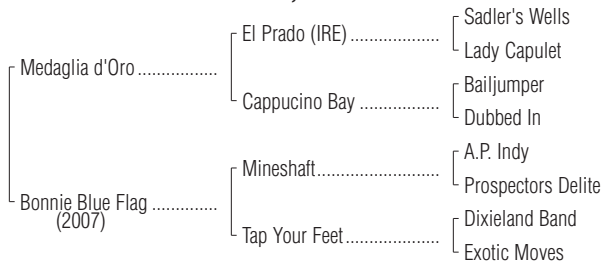 Sadler's Wells
El Prado (IRE) ....................
Lady Capulet
Medaglia d'Oro ..................
Bailjumper
Cappucino Bay ..................
Dubbed In
A.P. Indy
Mineshaft...........................
Prospectors Delite
Bonnie Blue Flag ...............
(2007)
Dixieland Band
Tap Your Feet.....................
Exotic Moves